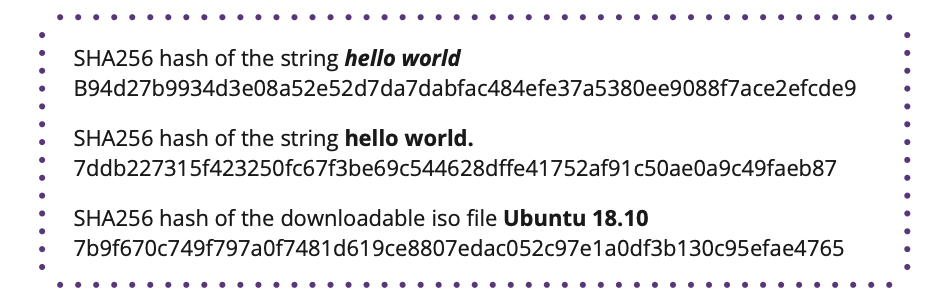 SHA256 hash of the string hello world
B94d27b9934d3e08a52e52d7da7dabfac484efe37a5380ee9088f7ace2efcde9
SHA256 hash of the string hello world.
7ddb227315f423250fc67f3be69c544628dffe41752af91c50ae0a9c49faeb87
SHA256 hash of the downloadable iso file Ubuntu 18.10
7b9f670c749f797a0f7481d619ce8807edac052c97e1a0df3b130c95efae4765